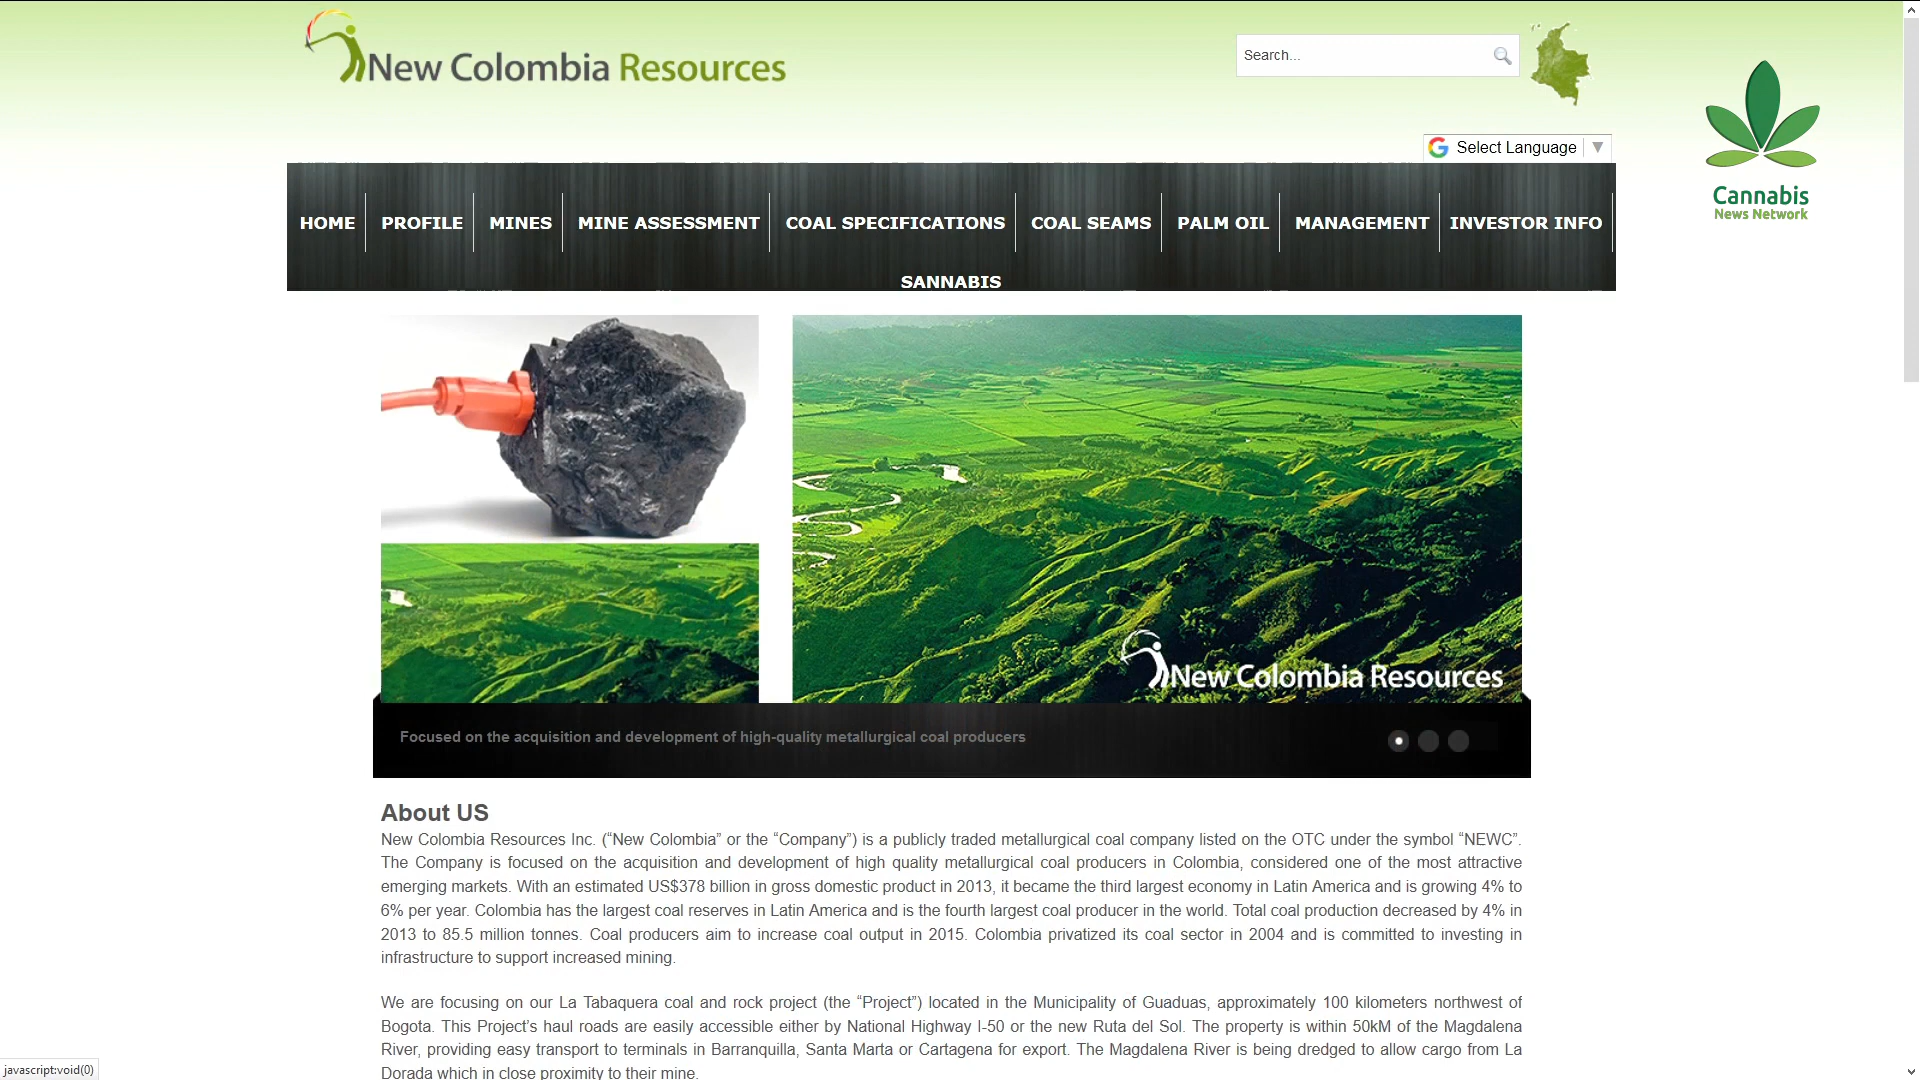 New Colombia Resources
Search...
Select Language ▼
Cannabis
News Network
HOME PROFILE MINES MINE ASSESSMENT COAL SPECIFICATIONS COAL SEAMS PALM OIL MANAGEMENT INVESTOR INFO
SANNABIS
New Colombia Resources
Focused on the acquisition and development of high-quality metallurgical coal producers
About US
New Colombia Resources Inc. (“New Colombia” or the “Company”) is a publicly traded metallurgical coal company listed on the OTC under the symbol “NEWC”.
The Company is focused on the acquisition and development of high quality metallurgical coal producers in Colombia, considered one of the most attractive
emerging markets. With an estimated US$378 billion in gross domestic product in 2013, it became the third largest economy in Latin America and is growing 4% to
6% per year. Colombia has the largest coal reserves in Latin America and is the fourth largest coal producer in the world. Total coal production decreased by 4% in
2013 to 85.5 million tonnes. Coal producers aim to increase coal output in 2015. Colombia privatized its coal sector in 2004 and is committed to investing in
infrastructure to support increased mining.
We are focusing on our La Tabaquera coal and rock project (the “Project”) located in the Municipality of Guaduas, approximately 100 kilometers northwest of
Bogota. This Project’s haul roads are easily accessible either by National Highway I-50 or the new Ruta del Sol. The property is within 50kM of the Magdalena
River, providing easy transport to terminals in Barranquilla, Santa Marta or Cartagena for export. The Magdalena River is being dredged to allow cargo from La
Dorada which in close proximity to their mine.
javascript:void(0)